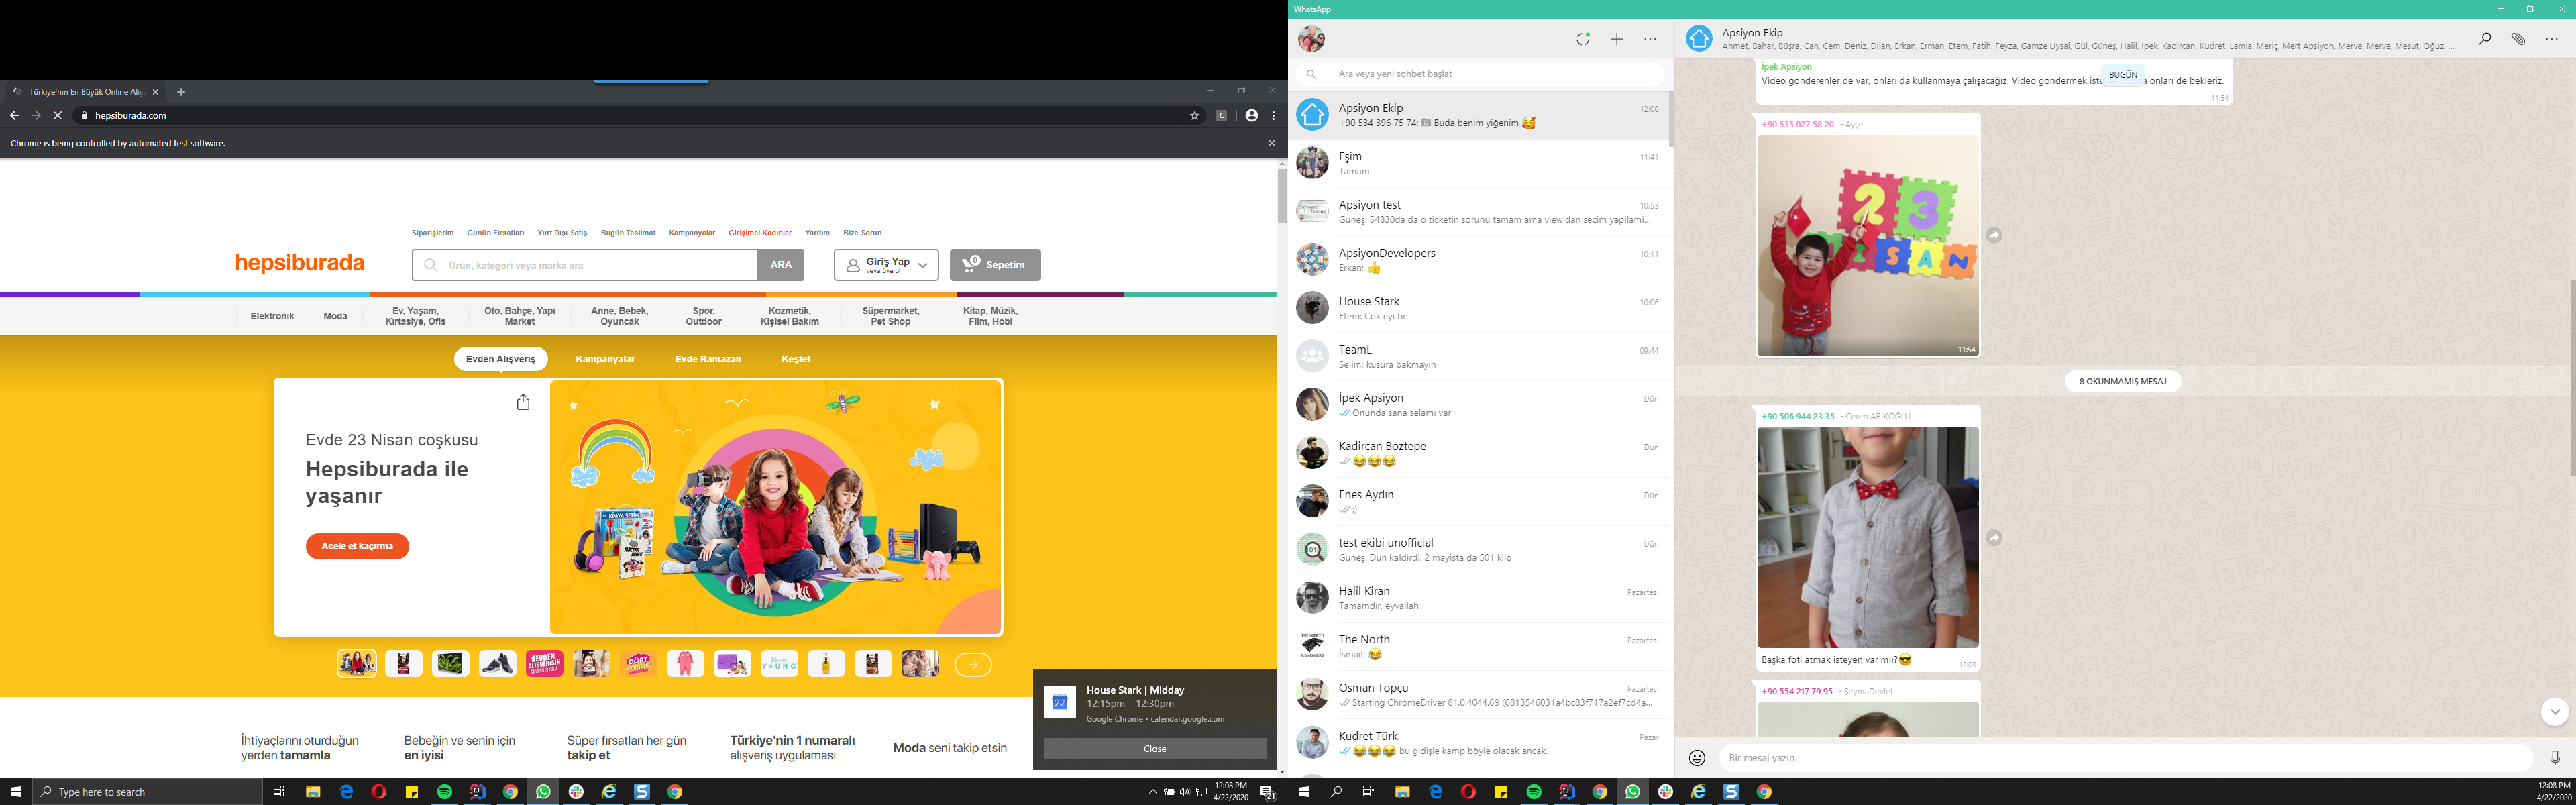 Türkiye'nin En Büyük Online Alış
hepsiburada.com
Chrome is being controlled by automated test software.
Siparişlerim Günün Fırsatları Yurt Dışı Satış Bugün Teslimat Kampanyalar Girişimci Kadınlar Yardım Bize Sorun
hepsiburada
Ürün, kategori veya marka ara
ARA
Giriş Yap
veya üye ol
0
Sepetim
Elektronik
Moda
Ev, Yaşam,
Kırtasiye, Ofis
Oto, Bahçe, Yapı
Market
Anne, Bebek,
Oyuncak
Spor,
Outdoor
Kozmetik,
Kişisel Bakım
Süpermarket,
Pet Shop
Kitap, Müzik,
Film, Hobi
Evden Alışveriş Kampanyalar Evde Ramazan Keşfet
Evde 23 Nisan coşkusu
Hepsiburada ile
yaşanır
Acele et kaçırma
KİMYA SETİM
İhtiyaçlarını oturduğun
yerden tamamla
Bebeğin ve senin için
en iyisi
Süper fırsatları her gün
takip et
Türkiye'nin 1 numaralı
alışveriş uygulaması
Moda seni takip etsin
22
House Stark | Midday
12:15pm – 12:30pm
Google Chrome • calendar.google.com
Close
Type here to search
12:08 PM
4/22/2020
21
WhatsApp
Ara veya yeni sohbet başlat
Apsiyon Ekip 12:08
+90 534 396 75 74: Buda benim yiğenim 🥰
Eşim 11:41
Tamam
Apsiyon test 10:53
Güneş: 54830da da o ticketin sorunu tamam ama view'dan secim yapilami...
ApsiyonDevelopers 10:11
Erkan: 👍
House Stark 10:06
Etem: Cok eyi be
TeamL 09:44
Selim: kusura bakmayın
İpek Apsiyon Dün
Onunda sana selamı var
Kadircan Boztepe Dün
😂😂😂
Enes Aydın Dün
:)
test ekibi unofficial Dün
Güneş: Dun kaldirdi. 2 mayista da 501 kilo
Halil Kiran Pazartesi
Tamamdır, eyvallah
The North Pazartesi
İsmail: 😂
Osman Topçu Pazartesi
Starting ChromeDriver 81.0.4044.69 (6813546031a4bc83f717a2ef7cd4a...
Kudret Türk Pazar
😂😂😂 bu gidişle kamp böyle olacak ancak.
Apsiyon Ekip
Ahmet, Bahar, Büşra, Can, Cem, Deniz, Dilan, Erkan, Erman, Etem, Fatih, Feyza, Gamze Uysal, Gül, Güneş, Halil, İpek, Kadircan, Kudret, Lamia, Meriç, Mert Apsiyon, Merve, Merve, Mesut, Oğuz, ...
İpek Apsiyon
BUGÜN
Video gönderenler de var, onları da kullanmaya çalışacağız. Video göndermek iste a onları de bekleriz.
11:54
+90 535 027 58 20 ~Ayşe
23
İSAN
11:54
8 OKUNMAMIŞ MESAJ
+90 506 944 23 35 ~Ceren ARIKOĞLU
Başka foti atmak isteyen var mıı?😎
12:03
+90 554 217 79 95 ~ŞeymaDevlet
Bir mesaj yazın
12:08 PM
4/22/2020